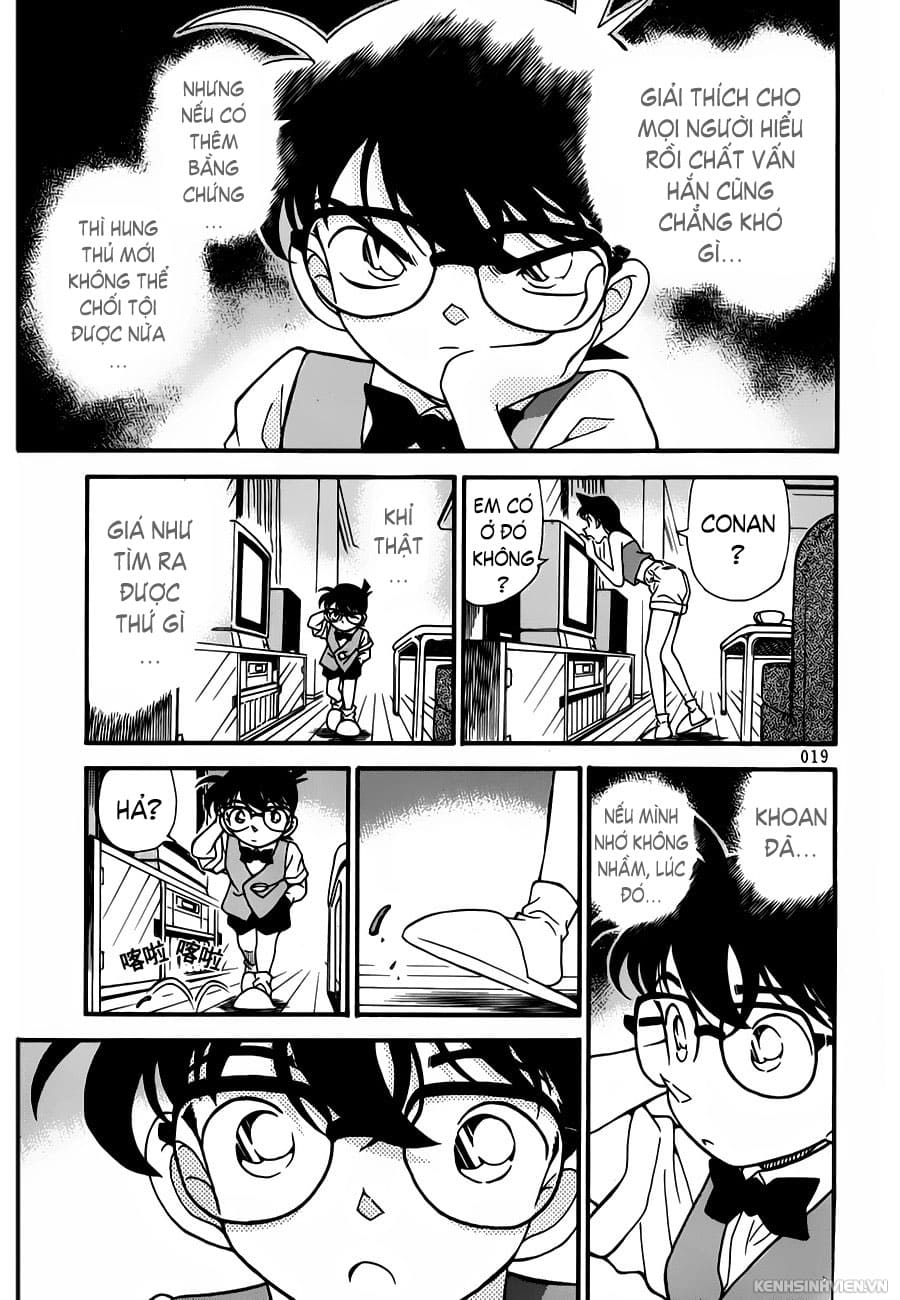 GIẢI THÍCH CHO
MỌI NGƯỜI HIỂU
RỒI CHẤT VẤN
HẮN CŨNG
CHẲNG KHÓ
GÌ...
NHƯNG
NẾU CÓ
THÊM
BẰNG
CHỨNG
...
THÌ HUNG
THỦ MỚI
KHÔNG THỂ
CHỐI TỘI
ĐƯỢC NỮA
...
CONAN
?
EM CÓ
Ở ĐÓ
KHÔNG
?
KHỈ
THẬT
...
GIÁ NHƯ
TÌM RA
ĐƯỢC
THỨ GÌ
...
019
KHOAN
ĐÃ...
NẾU MÌNH
NHỚ KHÔNG
NHẦM, LÚC
ĐÓ...
HẢ?
喀啦 喀啦
KENHSINHVIEN.VN